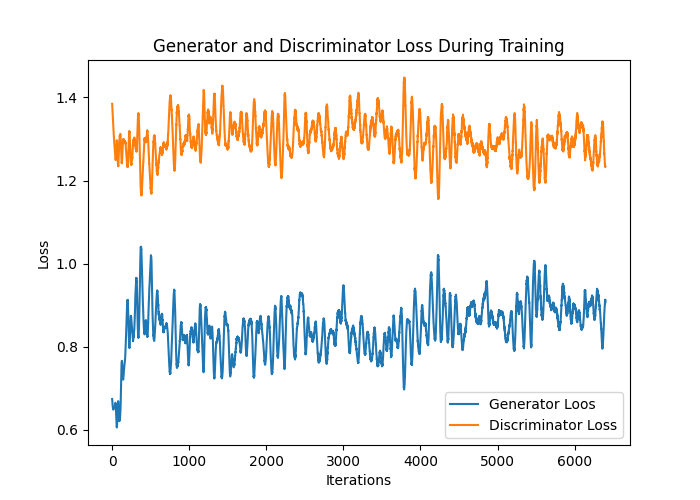 Generator and Discriminator Loss During Training
1.4
1.2
1.0
0.8
0.6
Loss
0
1000
2000
3000
4000
5000
6000
Iterations
Generator Loos
Discriminator Loss